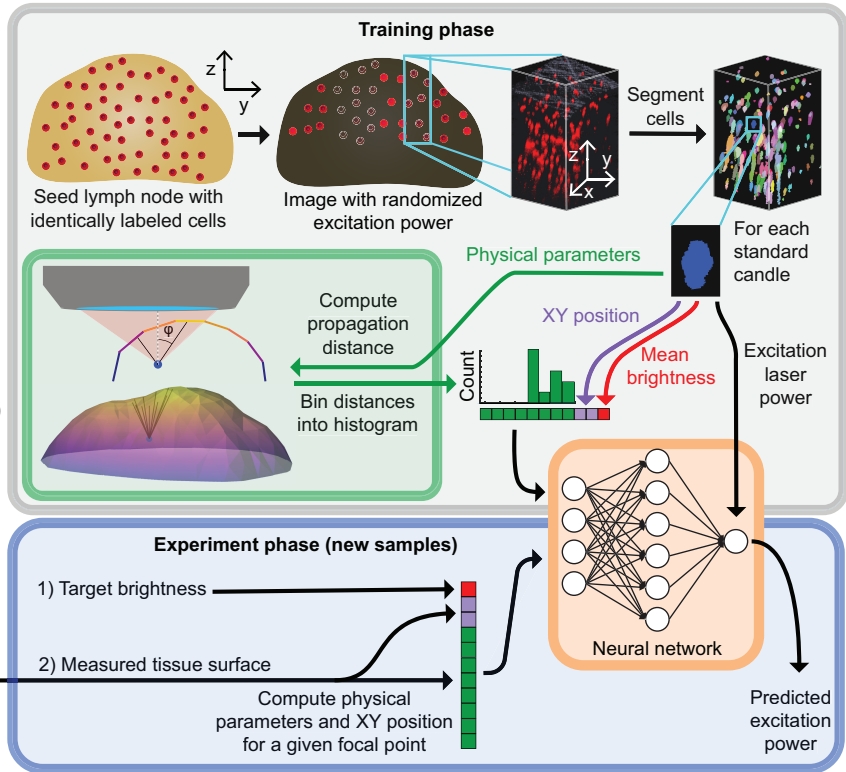 Training phase
z
y
Seed lymph node with
identically labeled cells
Image with randomized
excitation power
z
y
x
Segment
cells
For each
standard
candle
Physical parameters
φ
Compute
propagation
distance
Bin distances
into histogram
Count
XY position
Mean
brightness
Excitation
laser
power
Neural network
Experiment phase (new samples)
1) Target brightness
2) Measured tissue surface
Compute physical
parameters and XY position
for a given focal point
Predicted
excitation
power